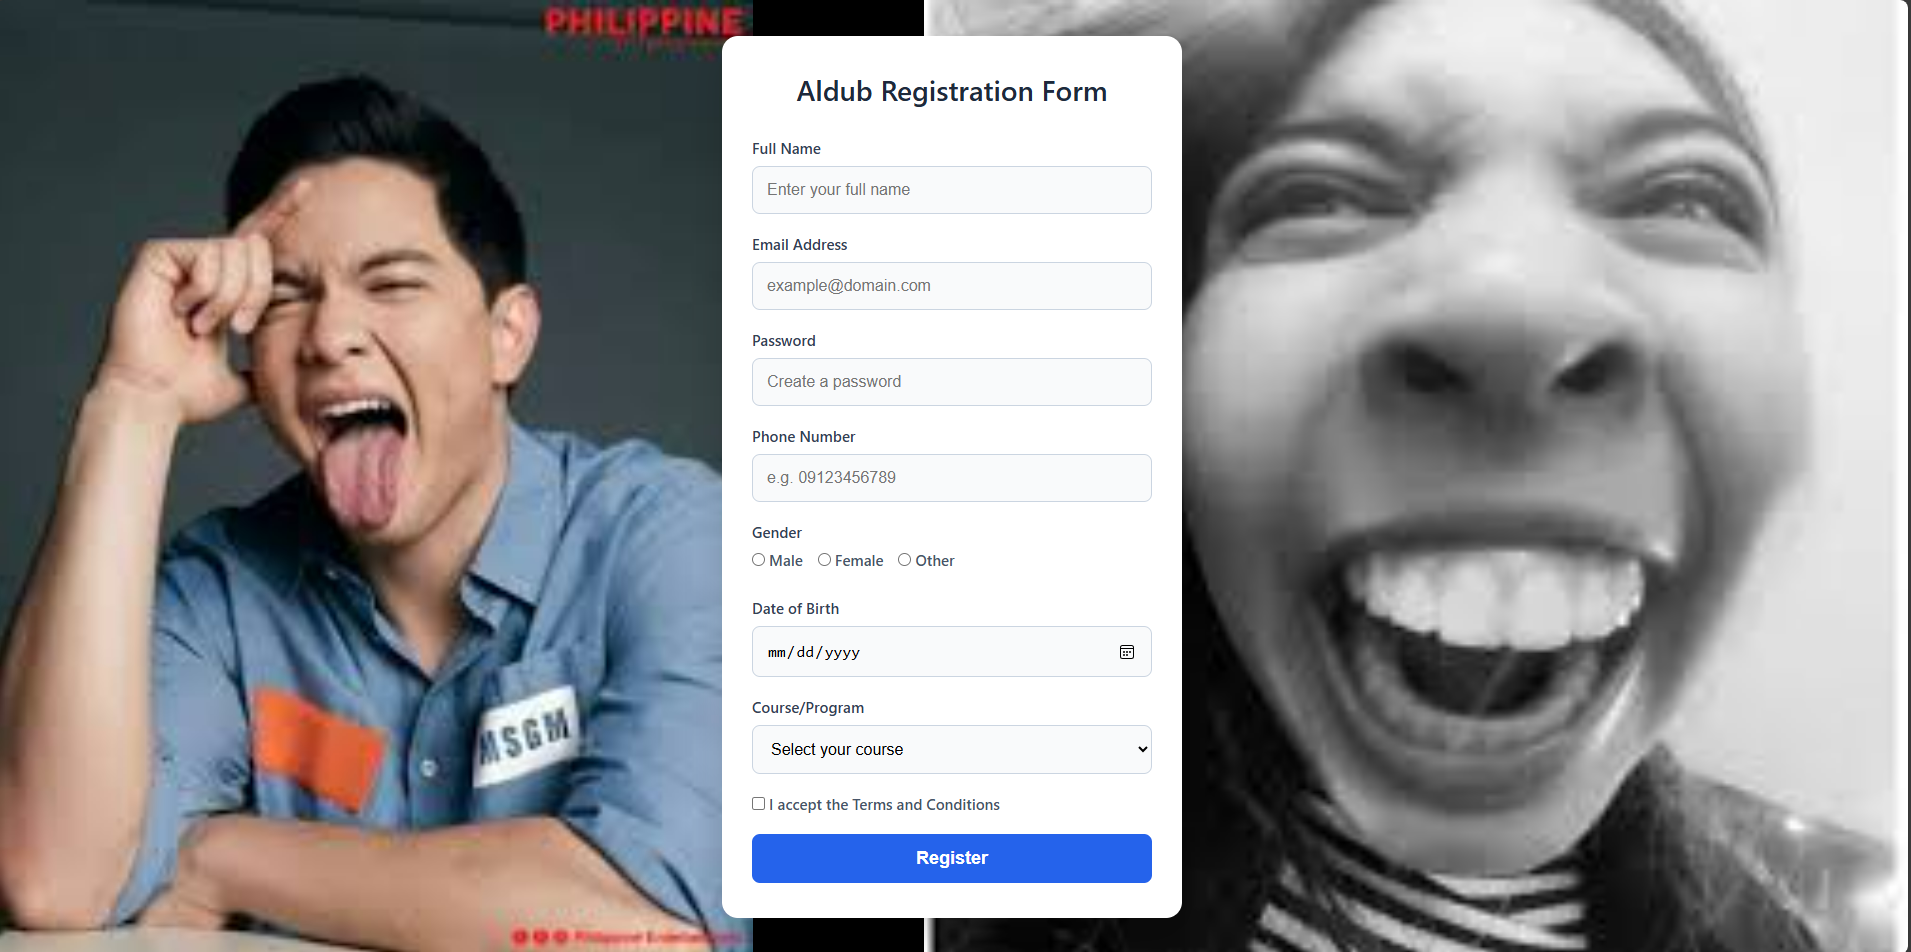 PHILIPPINE
Aldub Registration Form
Full Name
Enter your full name
Email Address
example@domain.com
Password
Create a password
Phone Number
e.g. 09123456789
Gender
Male Female Other
Date of Birth
mm/dd/yyyy
Course/Program
Select your course
I accept the Terms and Conditions
Register
MSGM